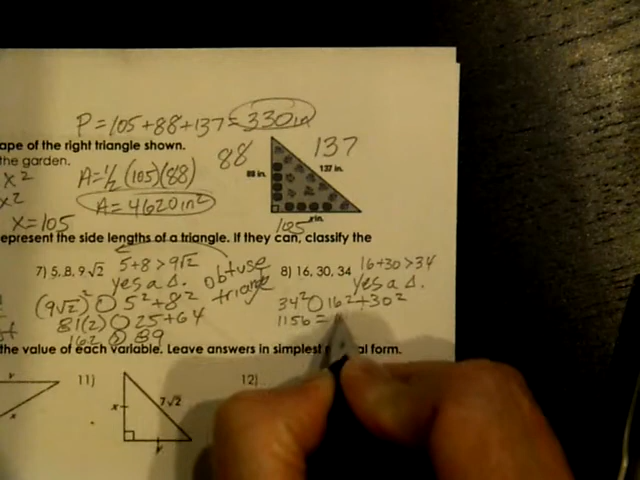 P = 105 + 88 + 137 = 330 in
ape of the right triangle shown.
the garden.
x²
x²
x = 105
A = ½ (105)(88)
A = 4620 in²
88
88 in.
137
137 in.
105
x in.
epresent the side lengths of a triangle. If they can, classify the
7) 5, 8, 9√2
5 + 8 > 9√2
yes a Δ.
obtuse
triangle
(9√2)² ○ 5² + 8²
81(2) ○ 25 + 64
162 89
8) 16, 30, 34
16 + 30 > 34
yes a Δ.
34² ○ 16² + 30²
1156 =
the value of each variable. Leave answers in simplest form.
11)
x
7√2
y
12)